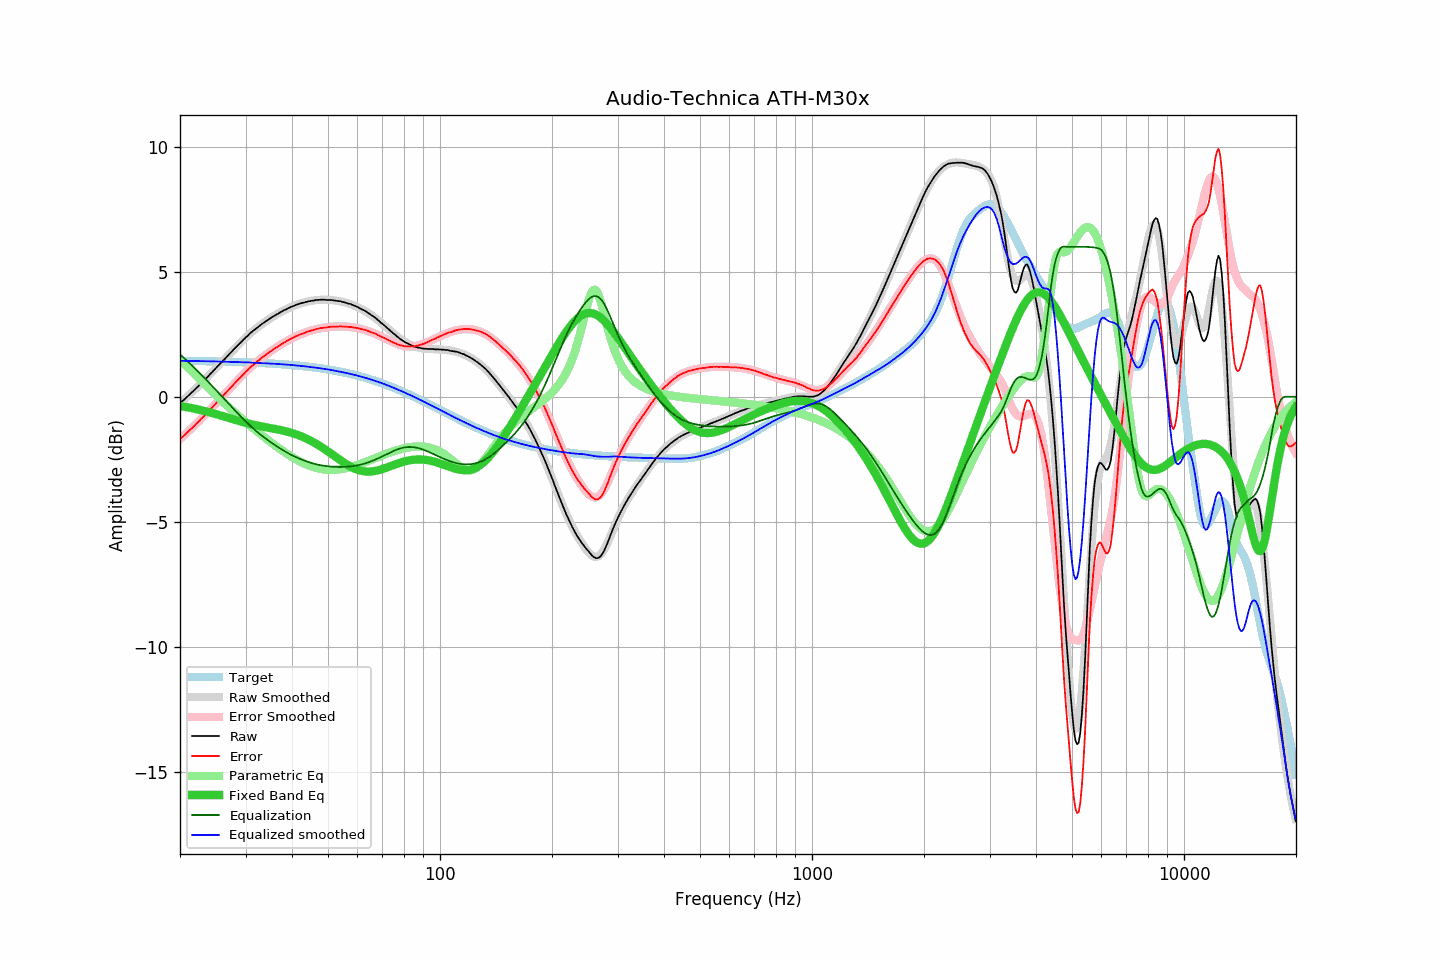 Audio-Technica ATH-M30x
10
5
0
−5
−10
−15
Amplitude (dBr)
Target
Raw Smoothed
Error Smoothed
Raw
Error
Parametric Eq
Fixed Band Eq
Equalization
Equalized smoothed
100
1000
10000
Frequency (Hz)